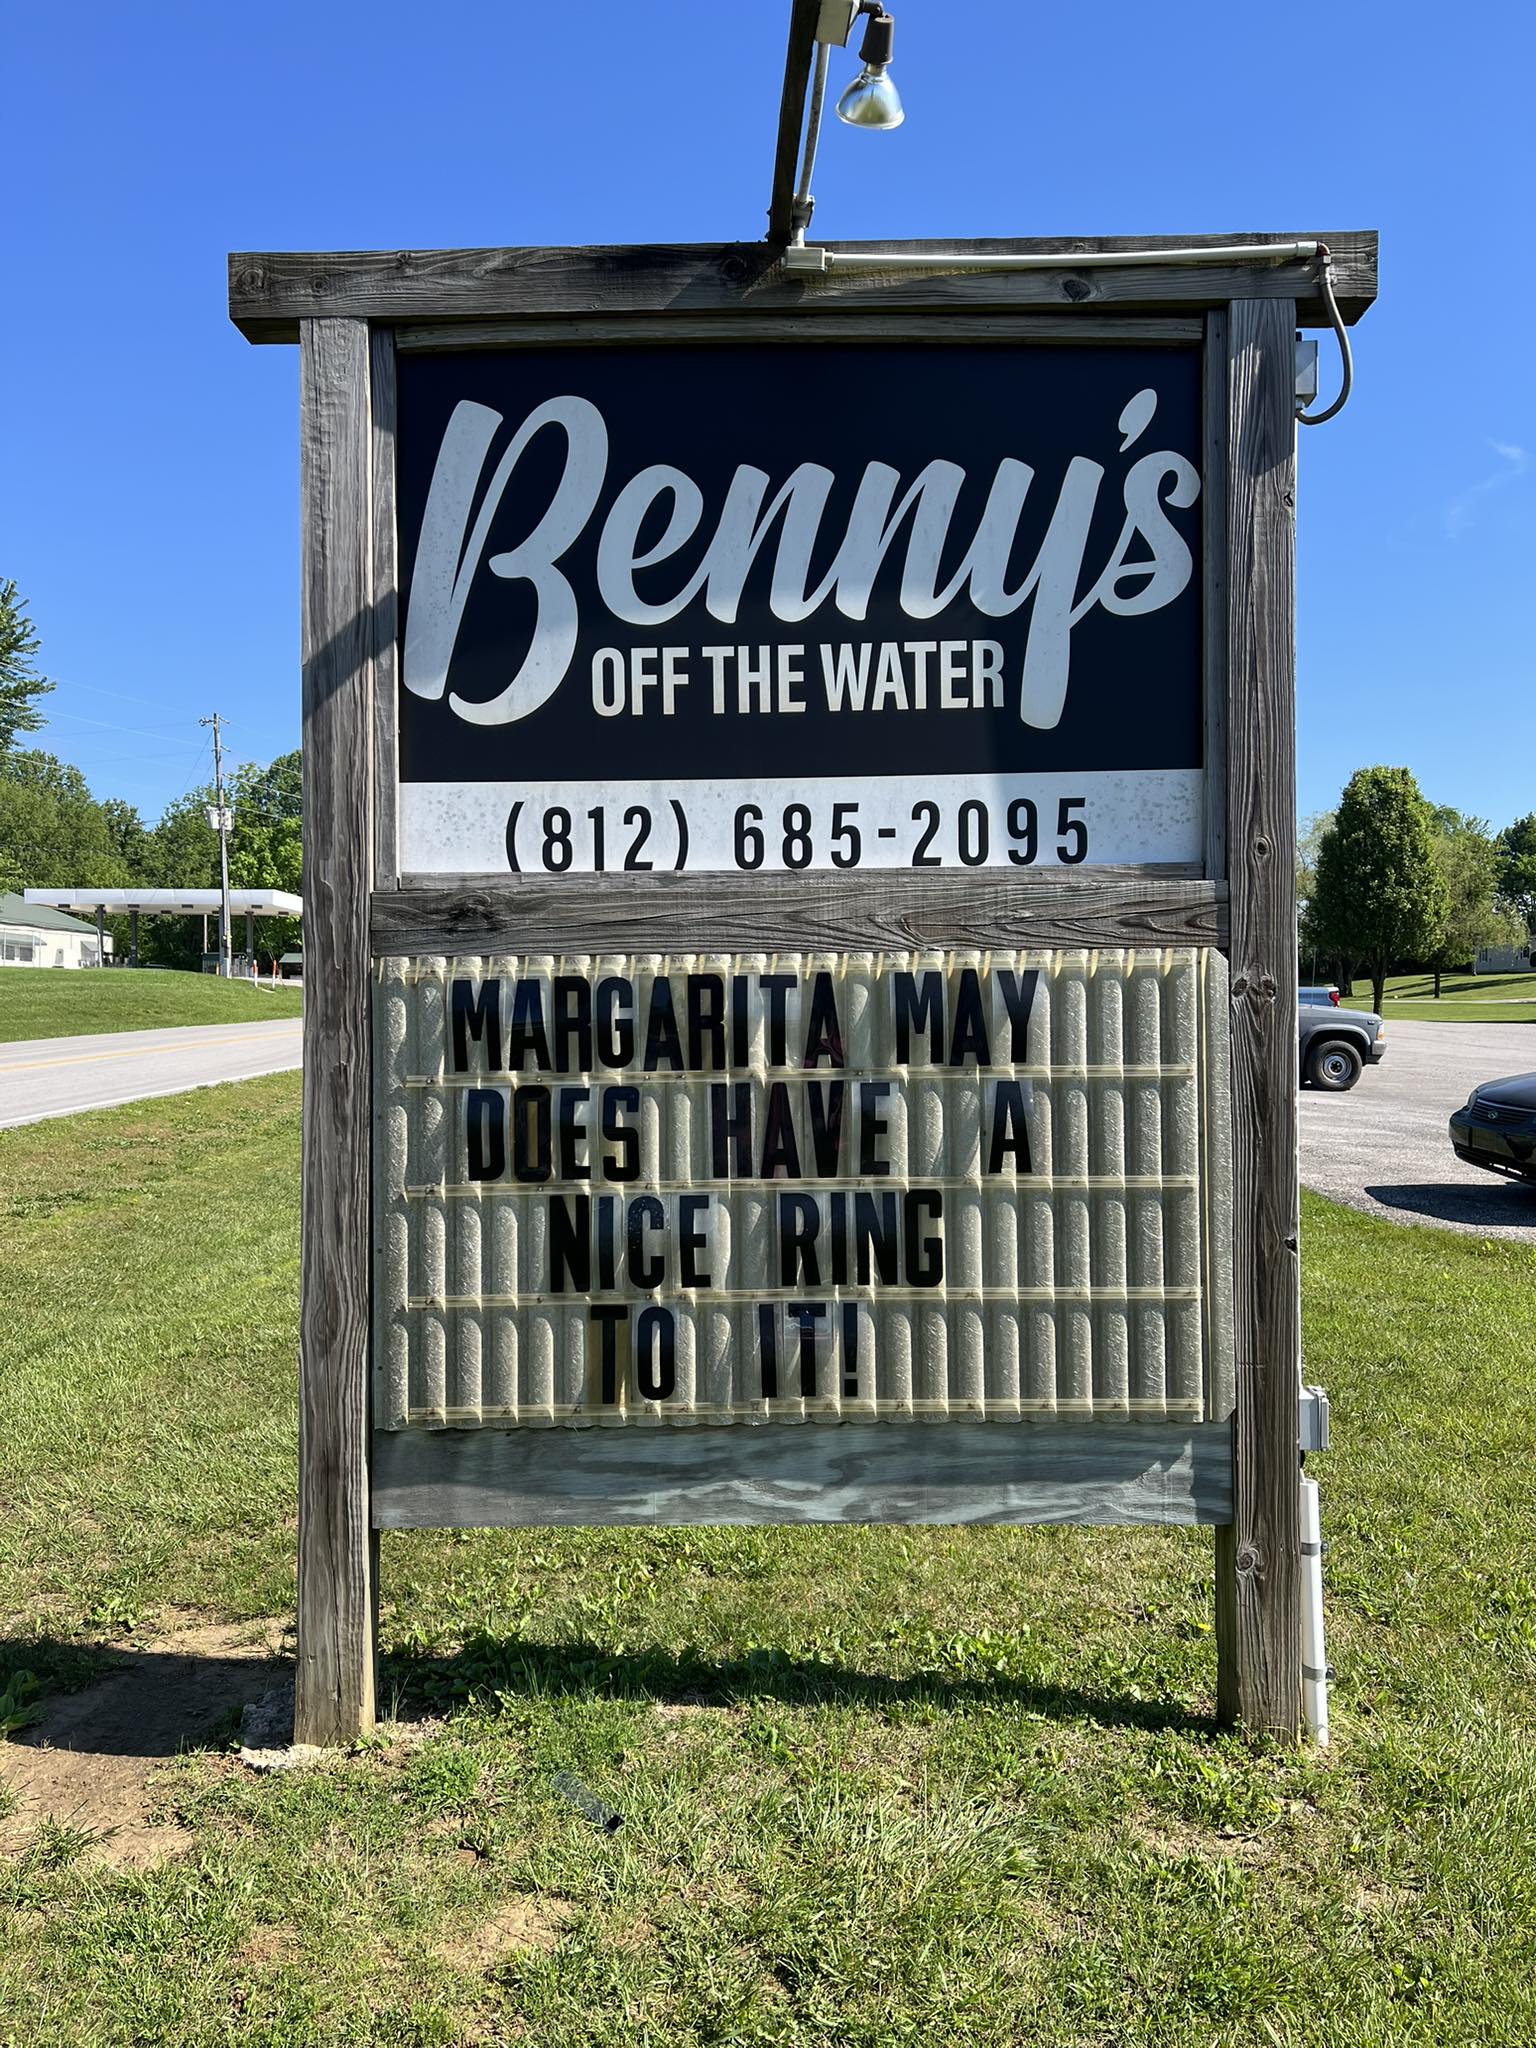 Benny's
OFF THE WATER
(812) 685-2095
MARGARITA MAY
DOES HAVE A
NICE RING
TO IT!